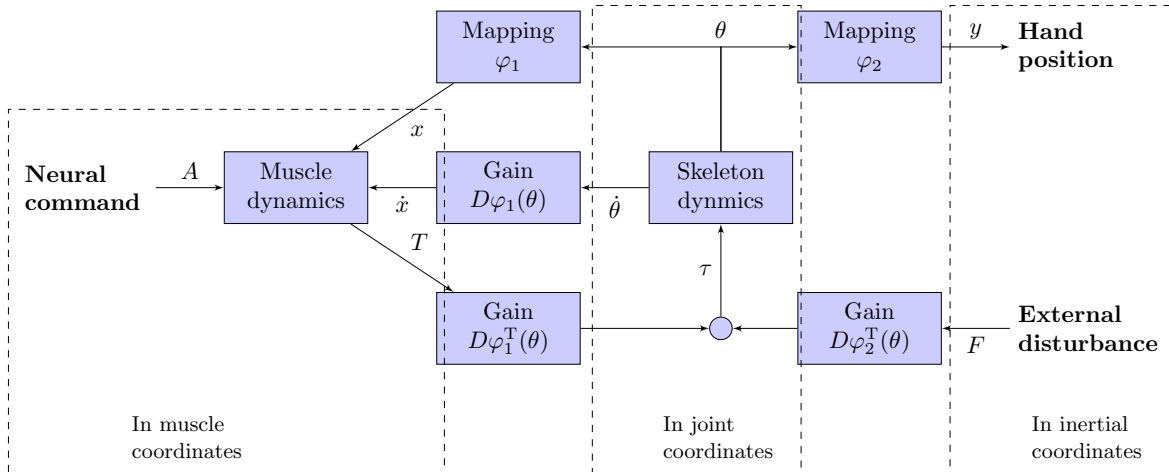 Mapping
φ₁
θ
Mapping
φ₂
y
Hand
position
x
Neural
command
A
Muscle
dynamics
ẋ
Gain
Dφ₁(θ)
θ̇
Skeleton
dynmics
T
τ
Gain
Dφ₁ᵀ(θ)
Gain
Dφ₂ᵀ(θ)
F
External
disturbance
In muscle
coordinates
In joint
coordinates
In inertial
coordinates